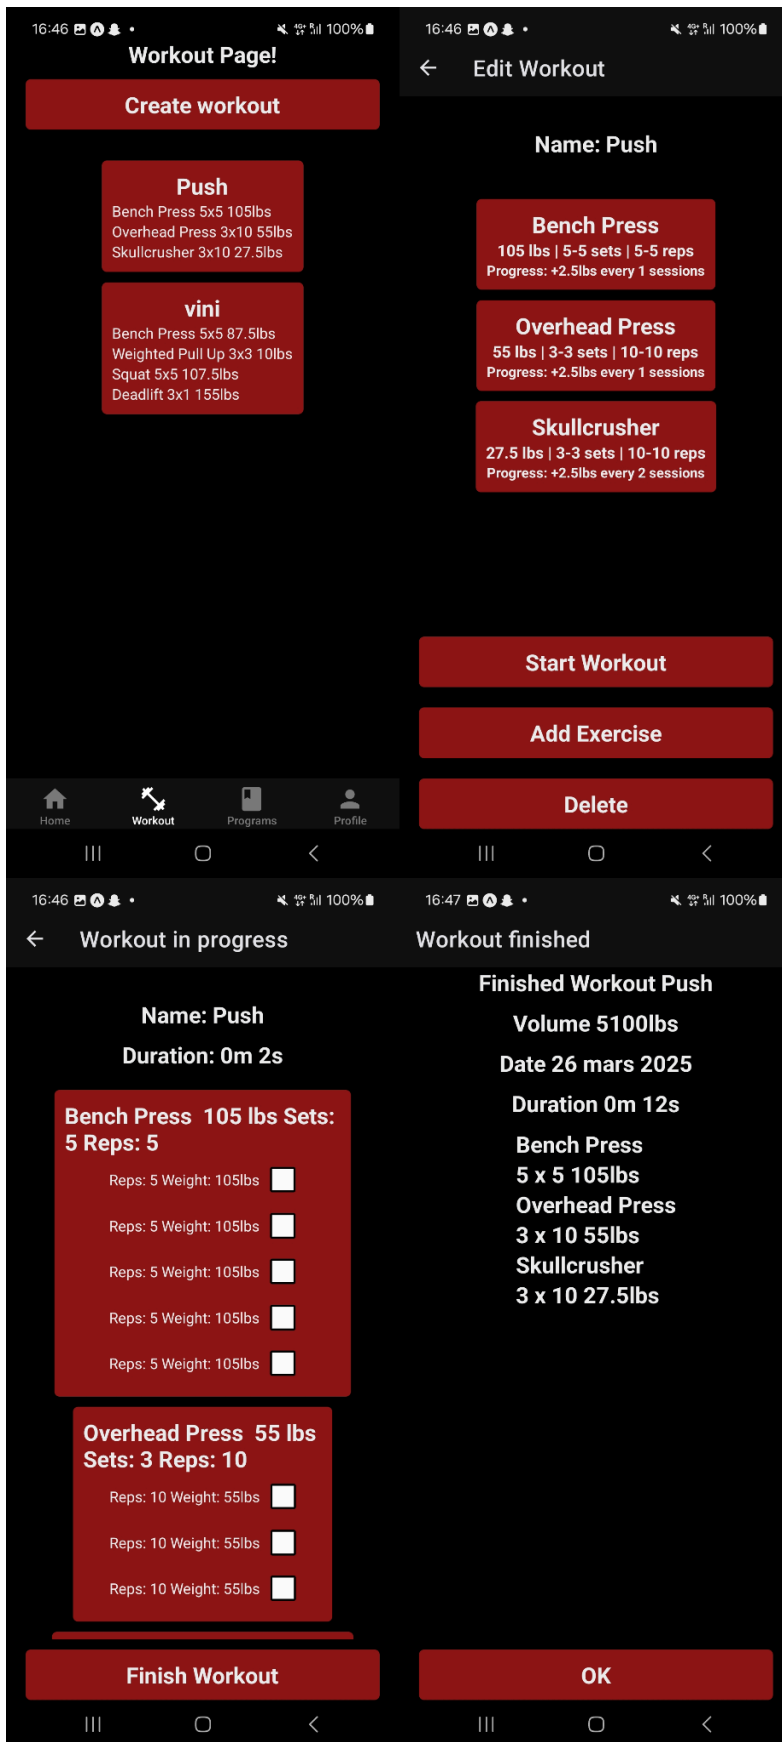 16:46 4G+ R 100%
Workout Page!
Create workout
Push
Bench Press 5x5 105lbs
Overhead Press 3x10 55lbs
Skullcrusher 3x10 27.5lbs
vini
Bench Press 5x5 87.5lbs
Weighted Pull Up 3x3 10lbs
Squat 5x5 107.5lbs
Deadlift 3x1 155lbs
Home Workout Programs Profile
16:46 4G+ R 100%
Edit Workout
Name: Push
Bench Press
105 lbs | 5-5 sets | 5-5 reps
Progress: +2.5lbs every 1 sessions
Overhead Press
55 lbs | 3-3 sets | 10-10 reps
Progress: +2.5lbs every 1 sessions
Skullcrusher
27.5 lbs | 3-3 sets | 10-10 reps
Progress: +2.5lbs every 2 sessions
Start Workout
Add Exercise
Delete
16:46 4G+ R 100%
Workout in progress
Name: Push
Duration: 0m 2s
Bench Press 105 lbs Sets:
5 Reps: 5
Reps: 5 Weight: 105lbs
Reps: 5 Weight: 105lbs
Reps: 5 Weight: 105lbs
Reps: 5 Weight: 105lbs
Reps: 5 Weight: 105lbs
Overhead Press 55 lbs
Sets: 3 Reps: 10
Reps: 10 Weight: 55lbs
Reps: 10 Weight: 55lbs
Reps: 10 Weight: 55lbs
Finish Workout
16:47 4G+ R 100%
Workout finished
Finished Workout Push
Volume 5100lbs
Date 26 mars 2025
Duration 0m 12s
Bench Press
5 x 5 105lbs
Overhead Press
3 x 10 55lbs
Skullcrusher
3 x 10 27.5lbs
OK